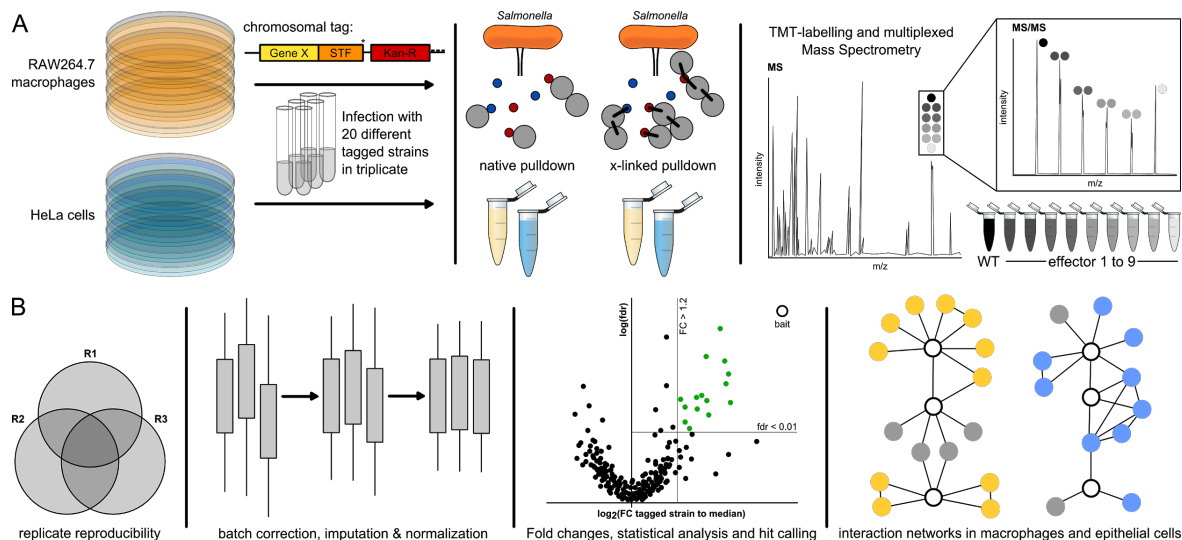 A
RAW264.7
macrophages
HeLa cells
chromosomal tag:
Gene X
STF
*
Kan-R
Infection with
20 different
tagged strains
in triplicate
Salmonella
Salmonella
native pulldown
x-linked pulldown
TMT-labelling and multiplexed
Mass Spectrometry
MS
intensity
m/z
MS/MS
intensity
m/z
WT
effector 1 to 9
B
R1
R2
R3
replicate reproducibility
batch correction, imputation & normalization
log(fdr)
FC > 1.2
bait
fdr < 0.01
log2(FC tagged strain to median)
Fold changes, statistical analysis and hit calling
interaction networks in macrophages and epithelial cells